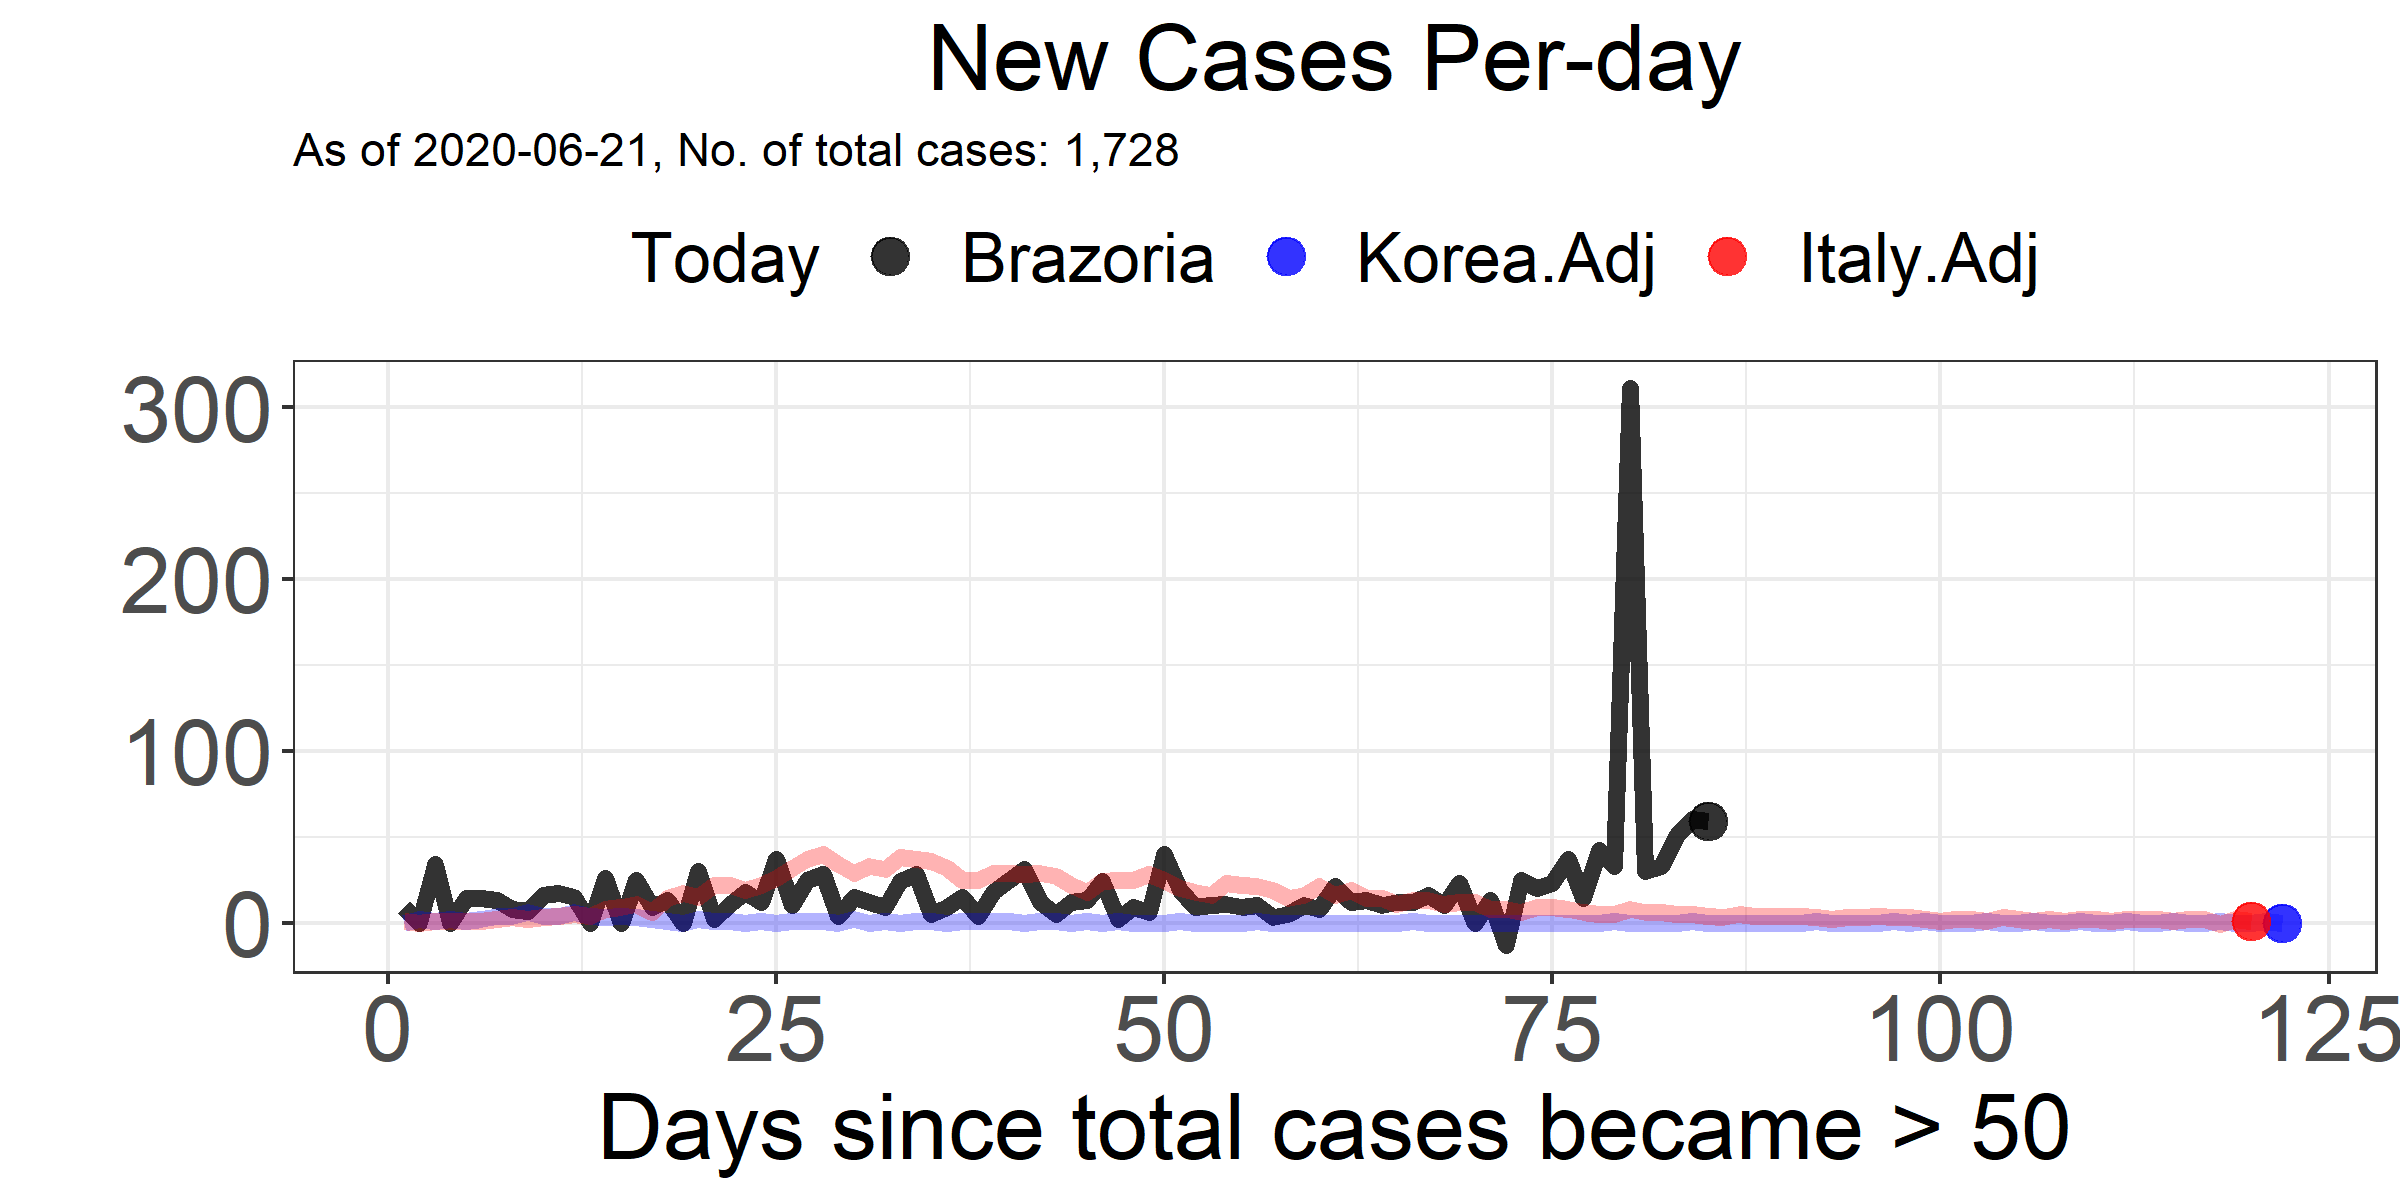 New Cases Per-day
As of 2020-06-21, No. of total cases: 1,728
Today Brazoria Korea.Adj Italy.Adj
300
200
100
0
0 25 50 75 100 125
Days since total cases became > 50